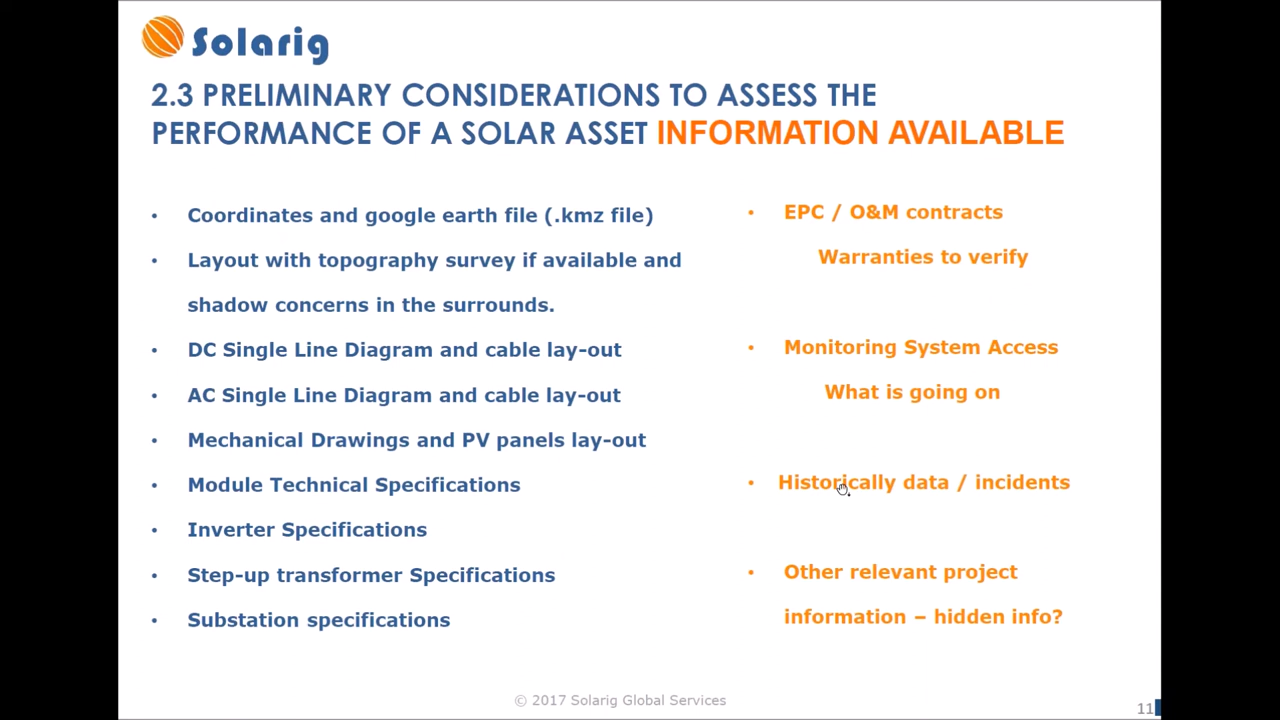 Solarig
2.3 PRELIMINARY CONSIDERATIONS TO ASSESS THE
PERFORMANCE OF A SOLAR ASSET INFORMATION AVAILABLE
• Coordinates and google earth file (.kmz file)
• Layout with topography survey if available and
shadow concerns in the surrounds.
• DC Single Line Diagram and cable lay-out
• AC Single Line Diagram and cable lay-out
• Mechanical Drawings and PV panels lay-out
• Module Technical Specifications
• Inverter Specifications
• Step-up transformer Specifications
• Substation specifications
• EPC / O&M contracts
Warranties to verify
• Monitoring System Access
What is going on
• Historically data / incidents
• Other relevant project
information – hidden info?
© 2017 Solarig Global Services
11